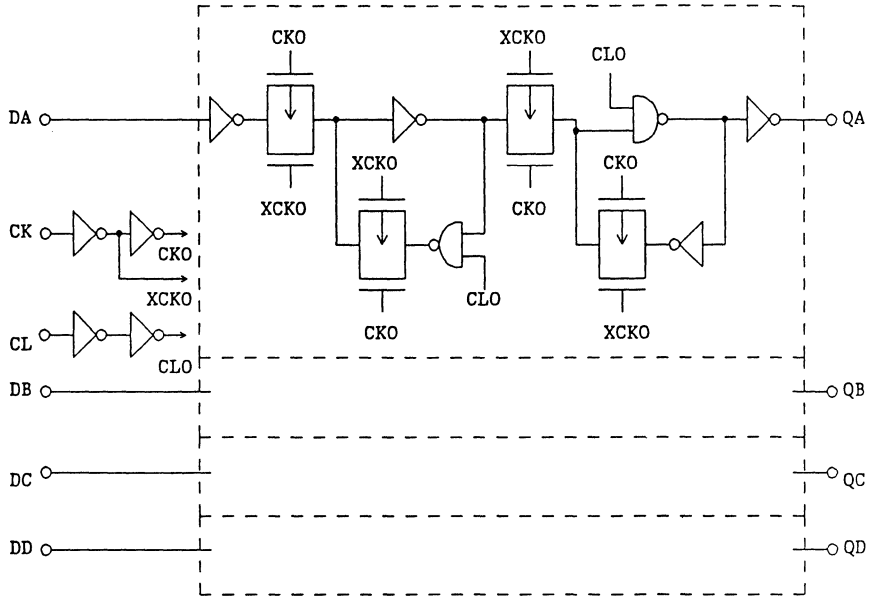 CKO
XCKO
CLO
DA
QA
XCKO
CKO
XCKO
CKO
CK
CKO
XCKO
CLO
CL
CLO
CKO
XCKO
DB
QB
DC
QC
DD
QD